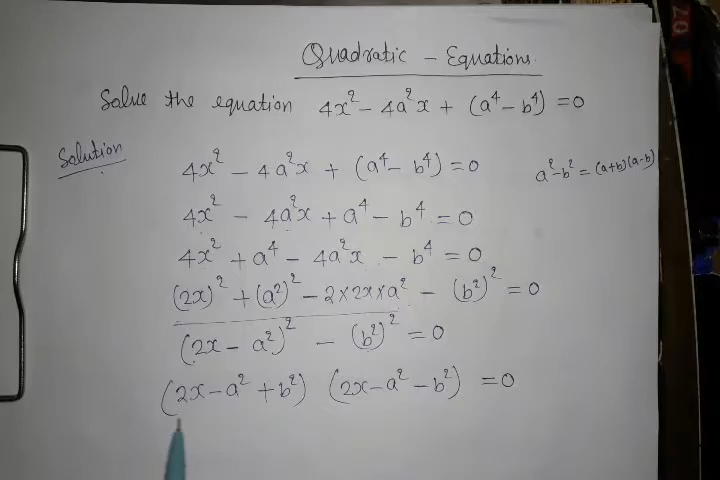 Quadratic - Equations.
Solve the equation 4x² - 4a²x + (a⁴ - b⁴) = 0
Solution
4x² - 4a²x + (a⁴ - b⁴) = 0
a² - b² = (a+b)(a-b)
4x² - 4a²x + a⁴ - b⁴ = 0
4x² + a⁴ - 4a²x - b⁴ = 0
(2x)² + (a²)² - 2×2x×a² - (b²)² = 0
(2x - a²)² - (b²)² = 0
(2x - a² + b²) (2x - a² - b²) = 0